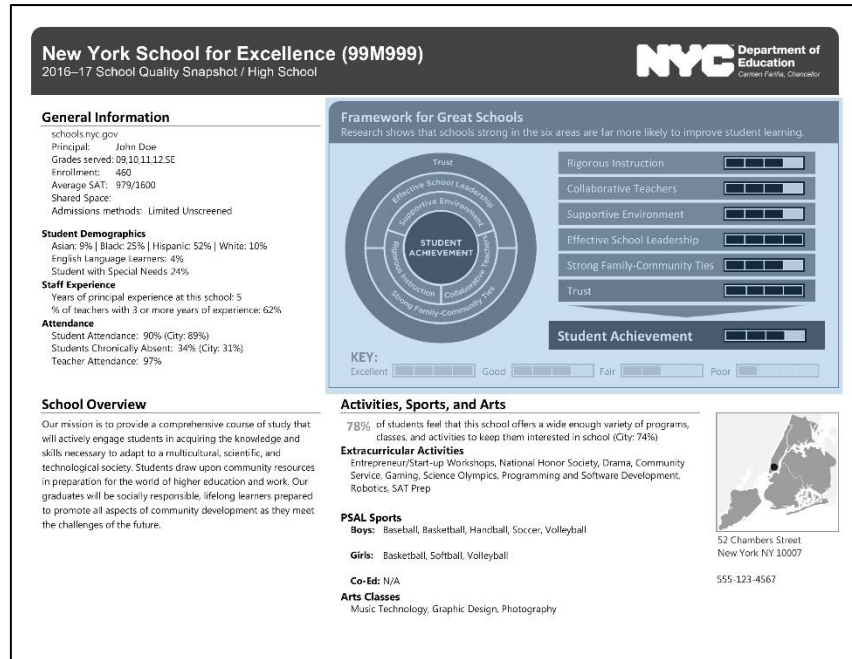 New York School for Excellence (99M999)
2016–17 School Quality Snapshot / High School
NYC Department of
Education
Carmen Fariña, Chancellor
General Information
schools.nyc.gov
Principal: John Doe
Grades served: 09,10,11,12,SE
Enrollment: 460
Average SAT: 979/1600
Shared Space:
Admissions methods: Limited Unscreened
Student Demographics
Asian: 9% | Black: 25% | Hispanic: 52% | White: 10%
English Language Learners: 4%
Student with Special Needs 24%
Staff Experience
Years of principal experience at this school: 5
% of teachers with 3 or more years of experience: 62%
Attendance
Student Attendance: 90% (City: 89%)
Students Chronically Absent: 34% (City: 31%)
Teacher Attendance: 97%
Framework for Great Schools
Research shows that schools strong in the six areas are far more likely to improve student learning.
Trust
Effective School Leadership
Supportive Environment
STUDENT
ACHIEVEMENT
Rigorous Instruction
Collaborative Teachers
Strong Family-Community Ties
Rigorous Instruction
Collaborative Teachers
Supportive Environment
Effective School Leadership
Strong Family-Community Ties
Trust
Student Achievement
KEY:
Excellent Good Fair Poor
School Overview
Our mission is to provide a comprehensive course of study that
will actively engage students in acquiring the knowledge and
skills necessary to adapt to a multicultural, scientific, and
technological society. Students draw upon community resources
in preparation for the world of higher education and work. Our
graduates will be socially responsible, lifelong learners prepared
to promote all aspects of community development as they meet
the challenges of the future.
Activities, Sports, and Arts
78% of students feel that this school offers a wide enough variety of programs,
classes, and activities to keep them interested in school (City: 74%)
Extracurricular Activities
Entrepreneur/Start-up Workshops, National Honor Society, Drama, Community
Service, Gaming, Science Olympics, Programming and Software Development,
Robotics, SAT Prep
PSAL Sports
Boys: Baseball, Basketball, Handball, Soccer, Volleyball
Girls: Basketball, Softball, Volleyball
Co-Ed: N/A
Arts Classes
Music Technology, Graphic Design, Photography
52 Chambers Street
New York NY 10007
555-123-4567